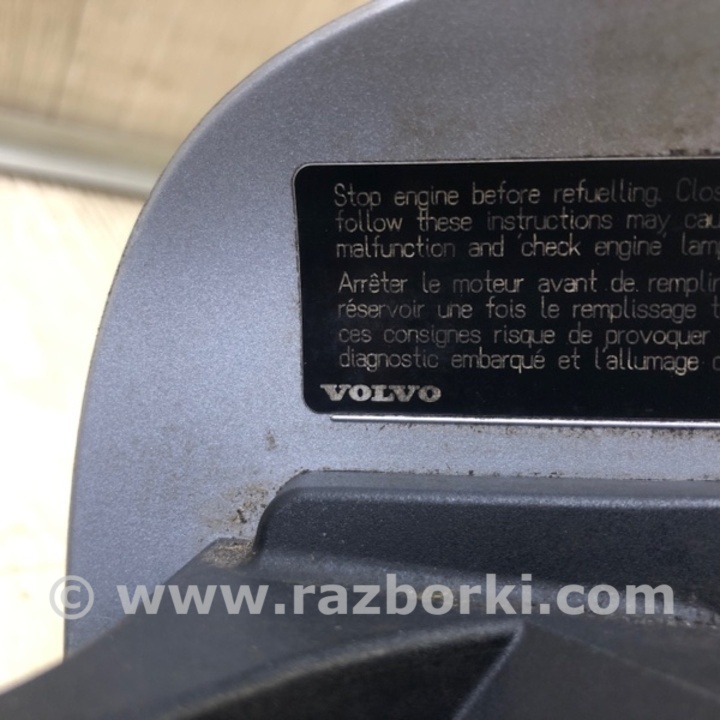 Stop engine before refuelling. Clos
follow these instructions may cau
malfunction and 'check engine' lam
Arrêter le moteur avant de remplir
réservoir une fois le remplissage t
ces consignes risque de provoquer
diagnostic embarqué et l'allumage d
VOLVO
© www.razborki.com